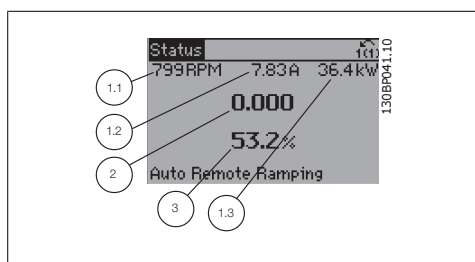 Status
1(1)
799RPM 7.83A 36.4kW
0.000
53.2%
Auto Remote Ramping
1.1
1.2
2
3
1.3
130BP041.10